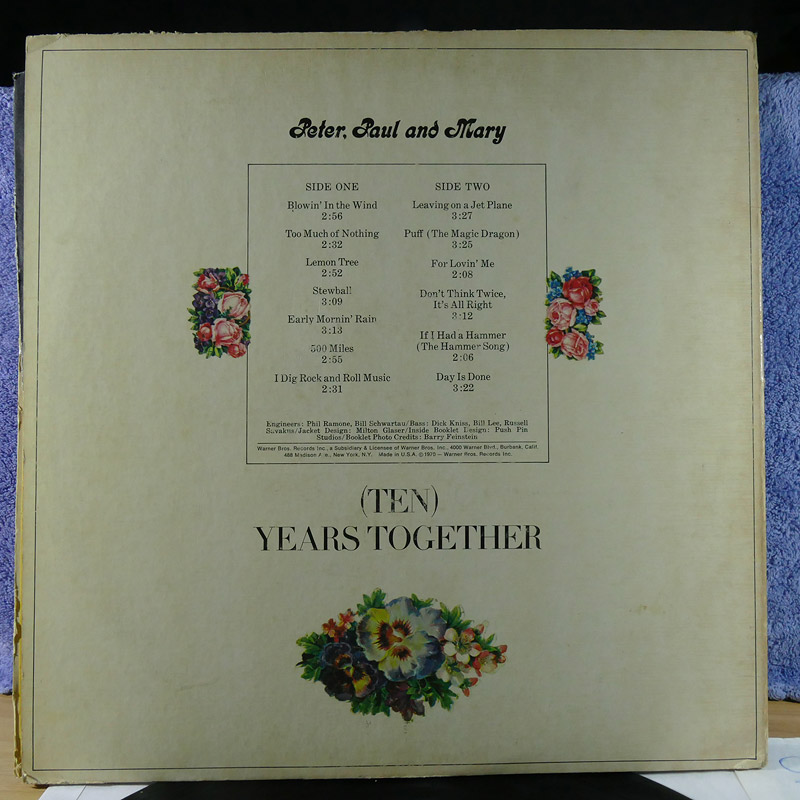 Peter, Paul and Mary
SIDE ONE
Blowin' In the Wind
2:56
Too Much of Nothing
2:32
Lemon Tree
2:52
Stewball
3:09
Early Mornin' Rain
3:13
500 Miles
2:55
I Dig Rock and Roll Music
2:31
SIDE TWO
Leaving on a Jet Plane
3:27
Puff (The Magic Dragon)
3:25
For Lovin' Me
2:08
Don't Think Twice,
It's All Right
3:12
If I Had a Hammer
(The Hammer Song)
2:06
Day Is Done
3:22
Engineers: Phil Ramone, Bill Schwartau/Bass: Dick Kniss, Bill Lee, Russell
Savakus/Jacket Design: Milton Glaser/Inside Booklet Design: Push Pin
Studios/Booklet Photo Credits: Barry Feinstein
Warner Bros. Records Inc., a Subsidiary & Licensee of Warner Bros. Inc., 4000 Warner Blvd., Burbank, Calif.
488 Madison Ave., New York, N.Y. Made in U.S.A. © 1970 – Warner Bros. Records Inc.
(TEN)
YEARS TOGETHER